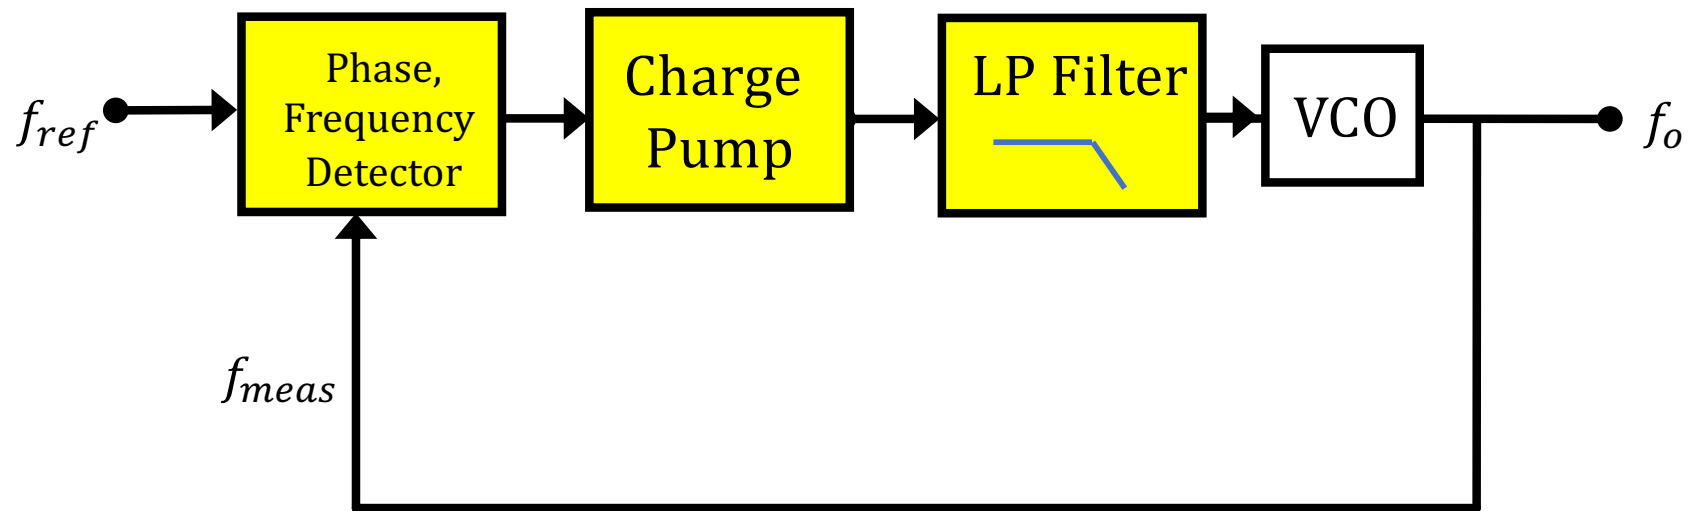 f_ref
Phase,
Frequency
Detector
Charge
Pump
LP Filter
VCO
f_o
f_meas